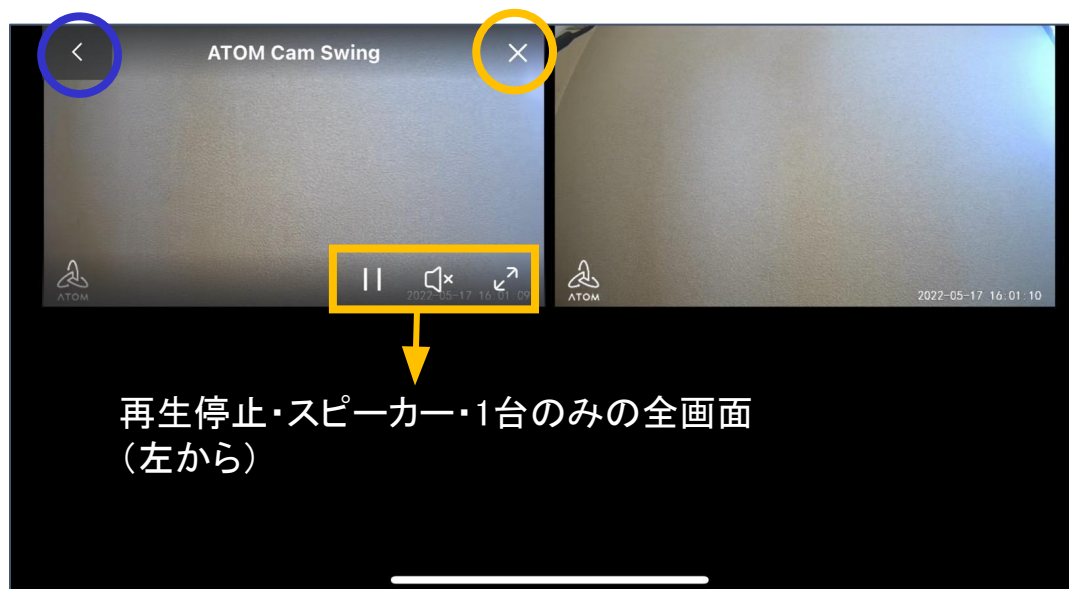 ATOM Cam Swing
ATOM
2022-05-17 16:01:09
ATOM
2022-05-17 16:01:10
再生停止・スピーカー・1台のみの全画面
（左から）